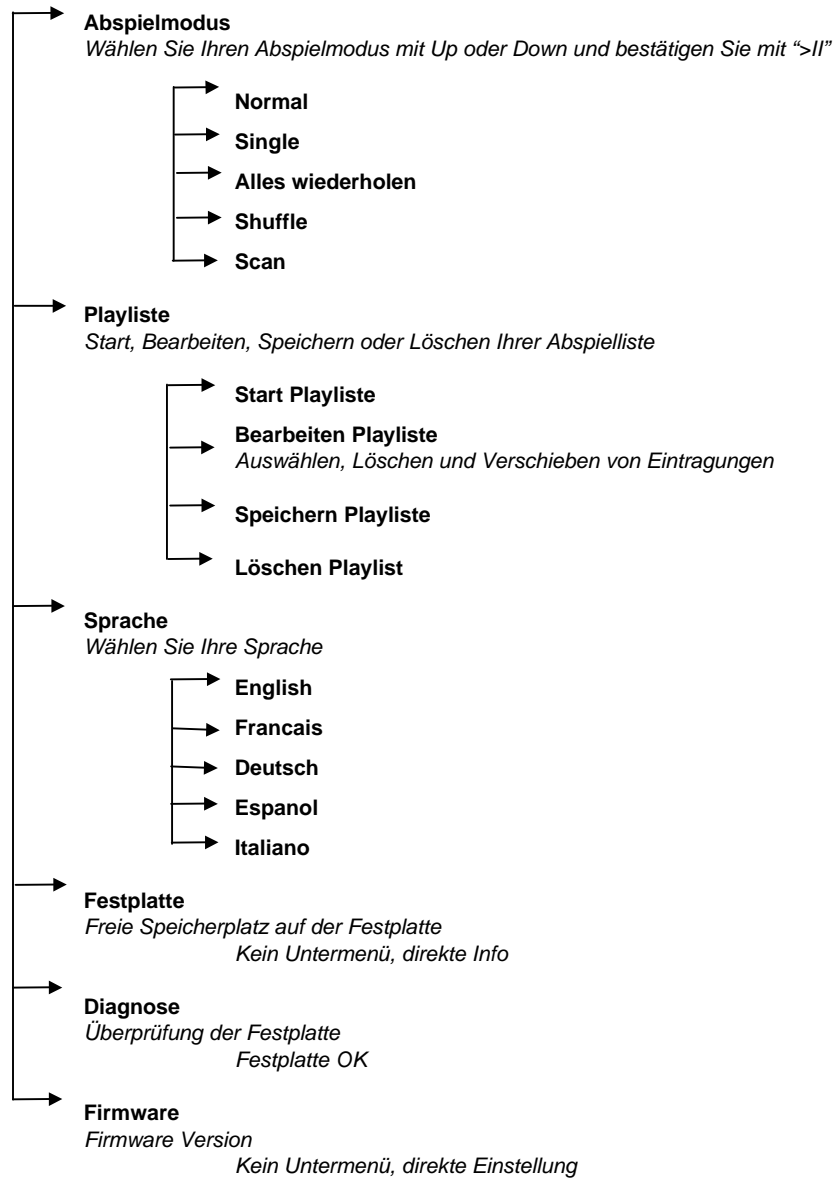 Abspielmodus
Wählen Sie Ihren Abspielmodus mit Up oder Down und bestätigen Sie mit “>II”
Normal
Single
Alles wiederholen
Shuffle
Scan
Playliste
Start, Bearbeiten, Speichern oder Löschen Ihrer Abspielliste
Start Playliste
Bearbeiten Playliste
Auswählen, Löschen und Verschieben von Eintragungen
Speichern Playliste
Löschen Playlist
Sprache
Wählen Sie Ihre Sprache
English
Francais
Deutsch
Espanol
Italiano
Festplatte
Freie Speicherplatz auf der Festplatte
Kein Untermenü, direkte Info
Diagnose
Überprüfung der Festplatte
Festplatte OK
Firmware
Firmware Version
Kein Untermenü, direkte Einstellung